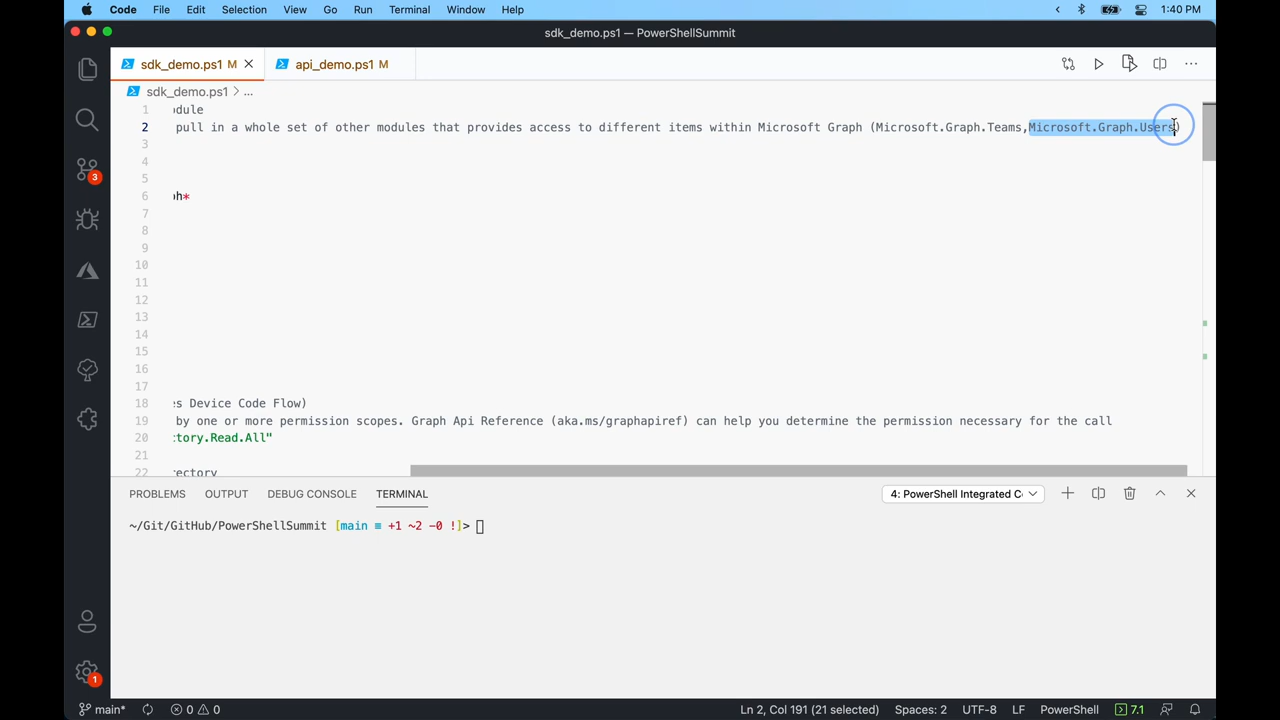 Code File Edit Selection View Go Run Terminal Window Help 1:40 PM
sdk_demo.ps1 — PowerShellSummit
sdk_demo.ps1 M api_demo.ps1 M
sdk_demo.ps1 > ...
1 dule
2 pull in a whole set of other modules that provides access to different items within Microsoft Graph (Microsoft.Graph.Teams,Microsoft.Graph.Users)
3
4
5
6 ph*
7
8
9
10
11
12
13
14
15
16
17
18 es Device Code Flow)
19 by one or more permission scopes. Graph Api Reference (aka.ms/graphapiref) can help you determine the permission necessary for the call
20 ctory.Read.All"
21
22 rectory
3
PROBLEMS OUTPUT DEBUG CONSOLE TERMINAL 4: PowerShell Integrated C
~/Git/GitHub/PowerShellSummit [main ≡ +1 ~2 -0 !]>
1
main* 0 0 Ln 2, Col 191 (21 selected) Spaces: 2 UTF-8 LF PowerShell 7.1